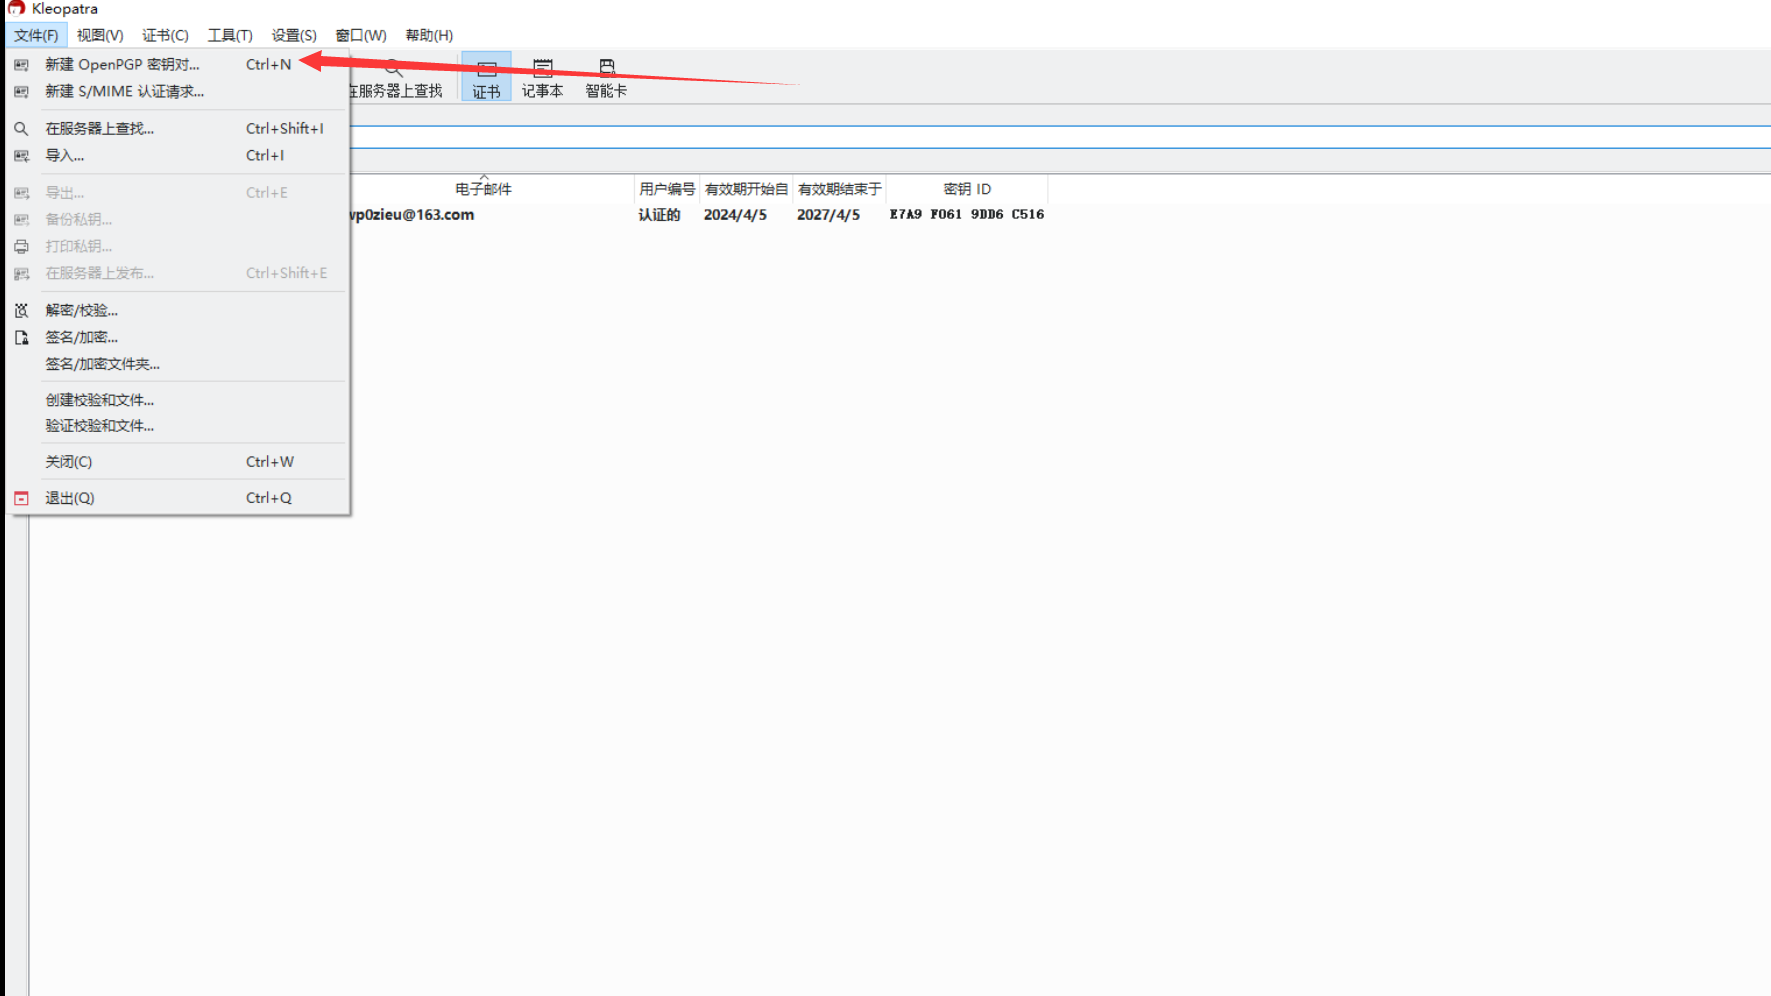 Kleopatra
文件(F) 视图(V) 证书(C) 工具(T) 设置(S) 窗口(W) 帮助(H)
新建 OpenPGP 密钥对... Ctrl+N
新建 S/MIME 认证请求...
在服务器上查找 证书 记事本 智能卡
在服务器上查找... Ctrl+Shift+I
导入... Ctrl+I
导出... Ctrl+E
备份私钥...
打印私钥...
在服务器上发布... Ctrl+Shift+E
解密/校验...
签名/加密...
签名/加密文件夹...
创建校验和文件...
验证校验和文件...
关闭(C) Ctrl+W
退出(Q) Ctrl+Q
电子邮件 用户编号 有效期开始自 有效期结束于 密钥 ID
wp0zieu@163.com 认证的 2024/4/5 2027/4/5 E7A9 F061 9DD6 C516